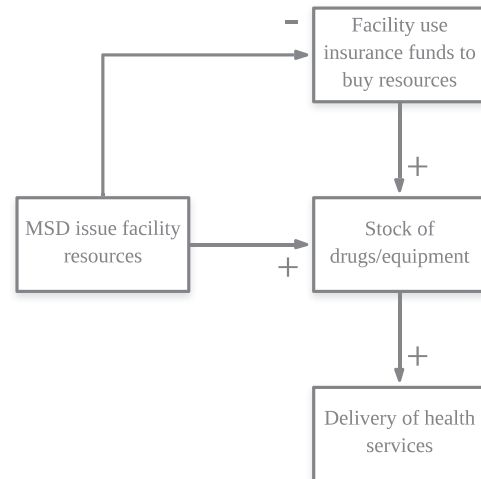 -
Facility use
insurance funds to
buy resources
+
MSD issue facility
resources
Stock of
drugs/equipment
+
+
Delivery of health
services